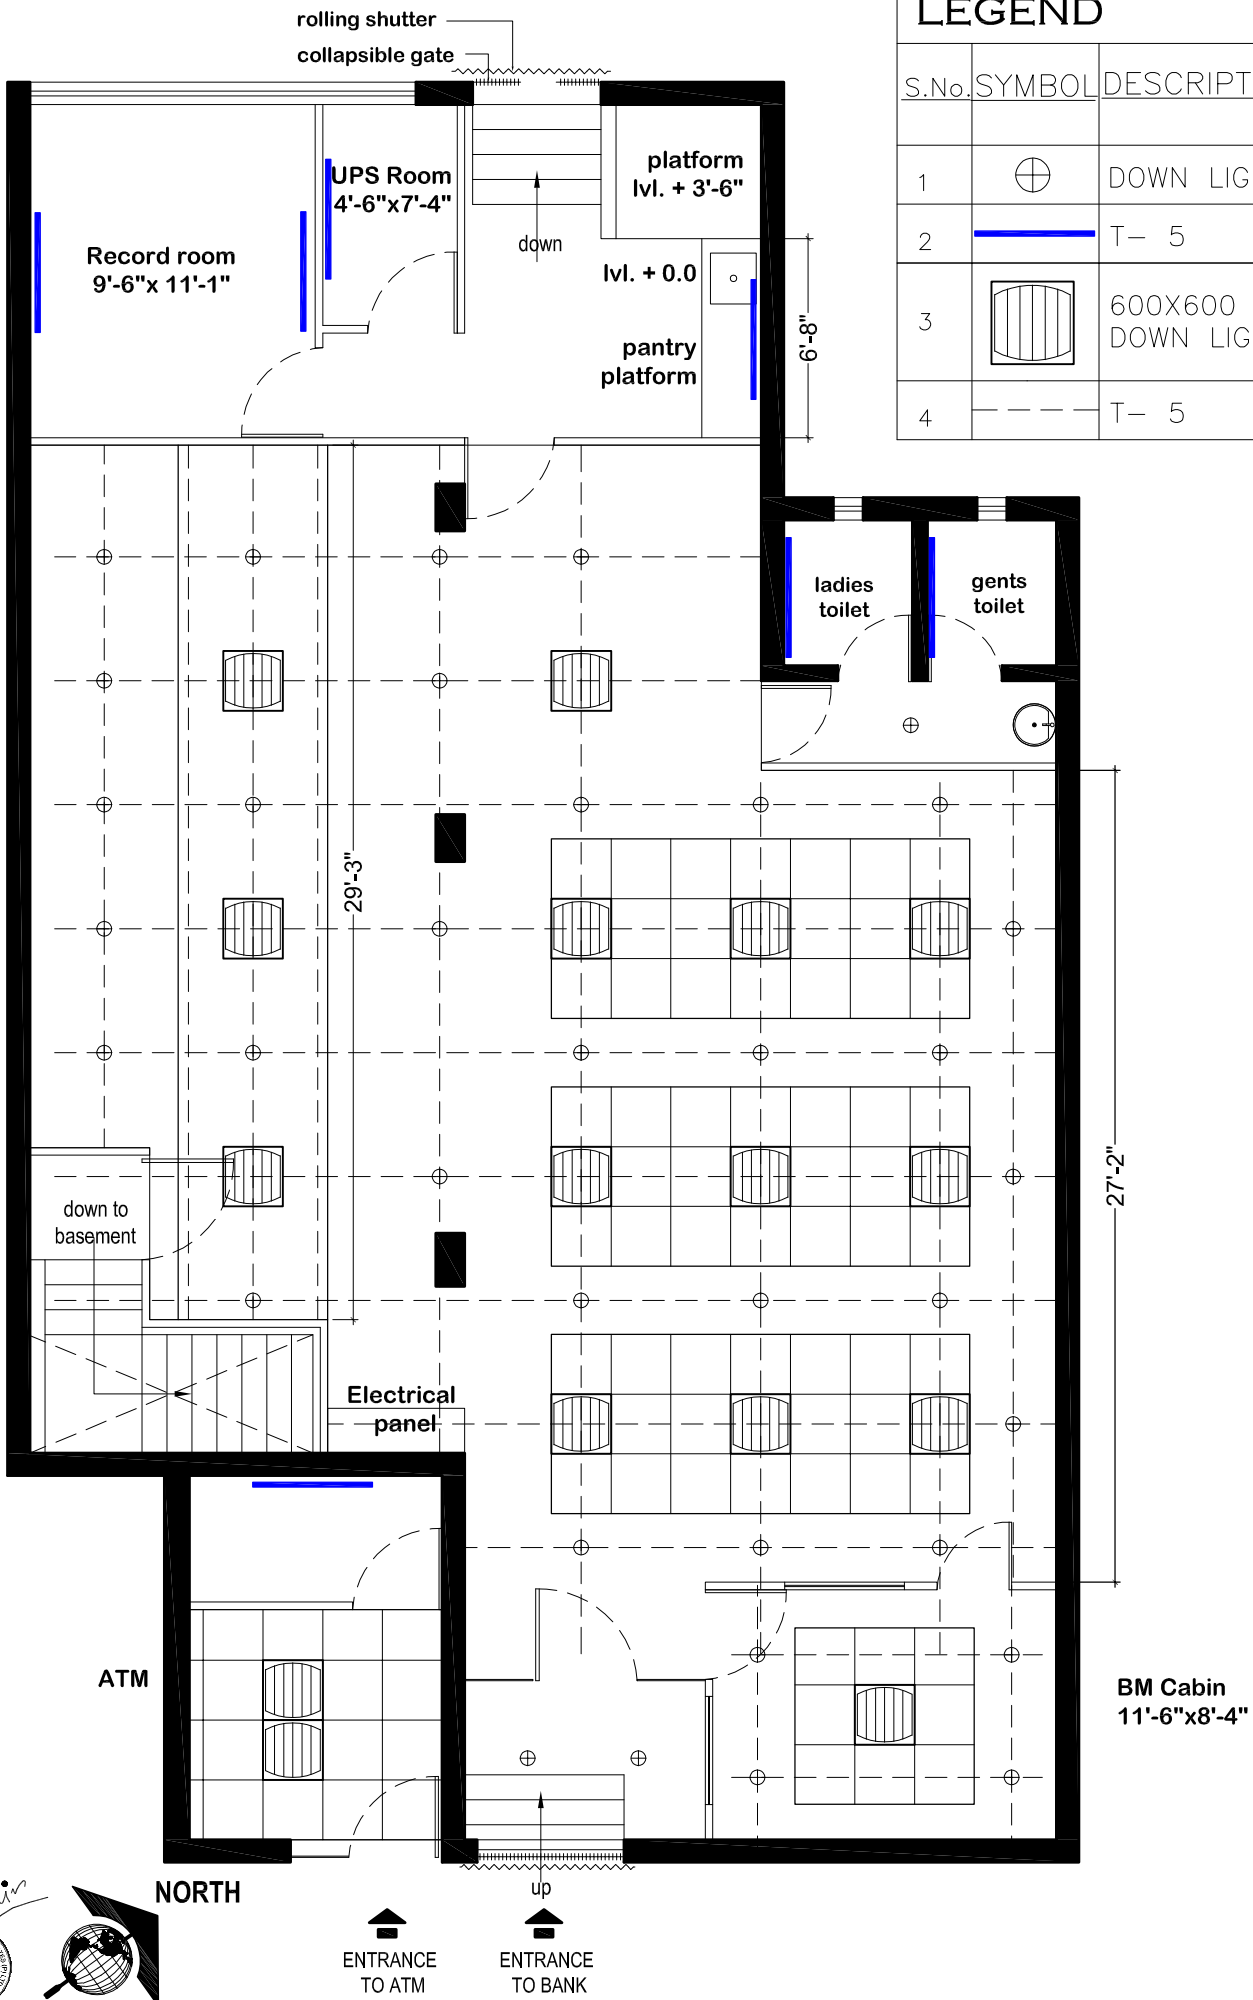 rolling shutter
collapsible gate
LEGEND
S.No. SYMBOL DESCRIPT
1 DOWN LIG
2 T- 5
3 600X600
DOWN LIG
4 T- 5
UPS Room
4'-6"x7'-4"
platform
lvl. + 3'-6"
down
Record room
9'-6"x 11'-1"
lvl. + 0.0
pantry
platform
6'-8"
ladies
toilet
gents
toilet
29'-3"
27'-2"
down to
basement
Electrical
panel
ATM
BM Cabin
11'-6"x8'-4"
up
NORTH
ENTRANCE
TO ATM
ENTRANCE
TO BANK